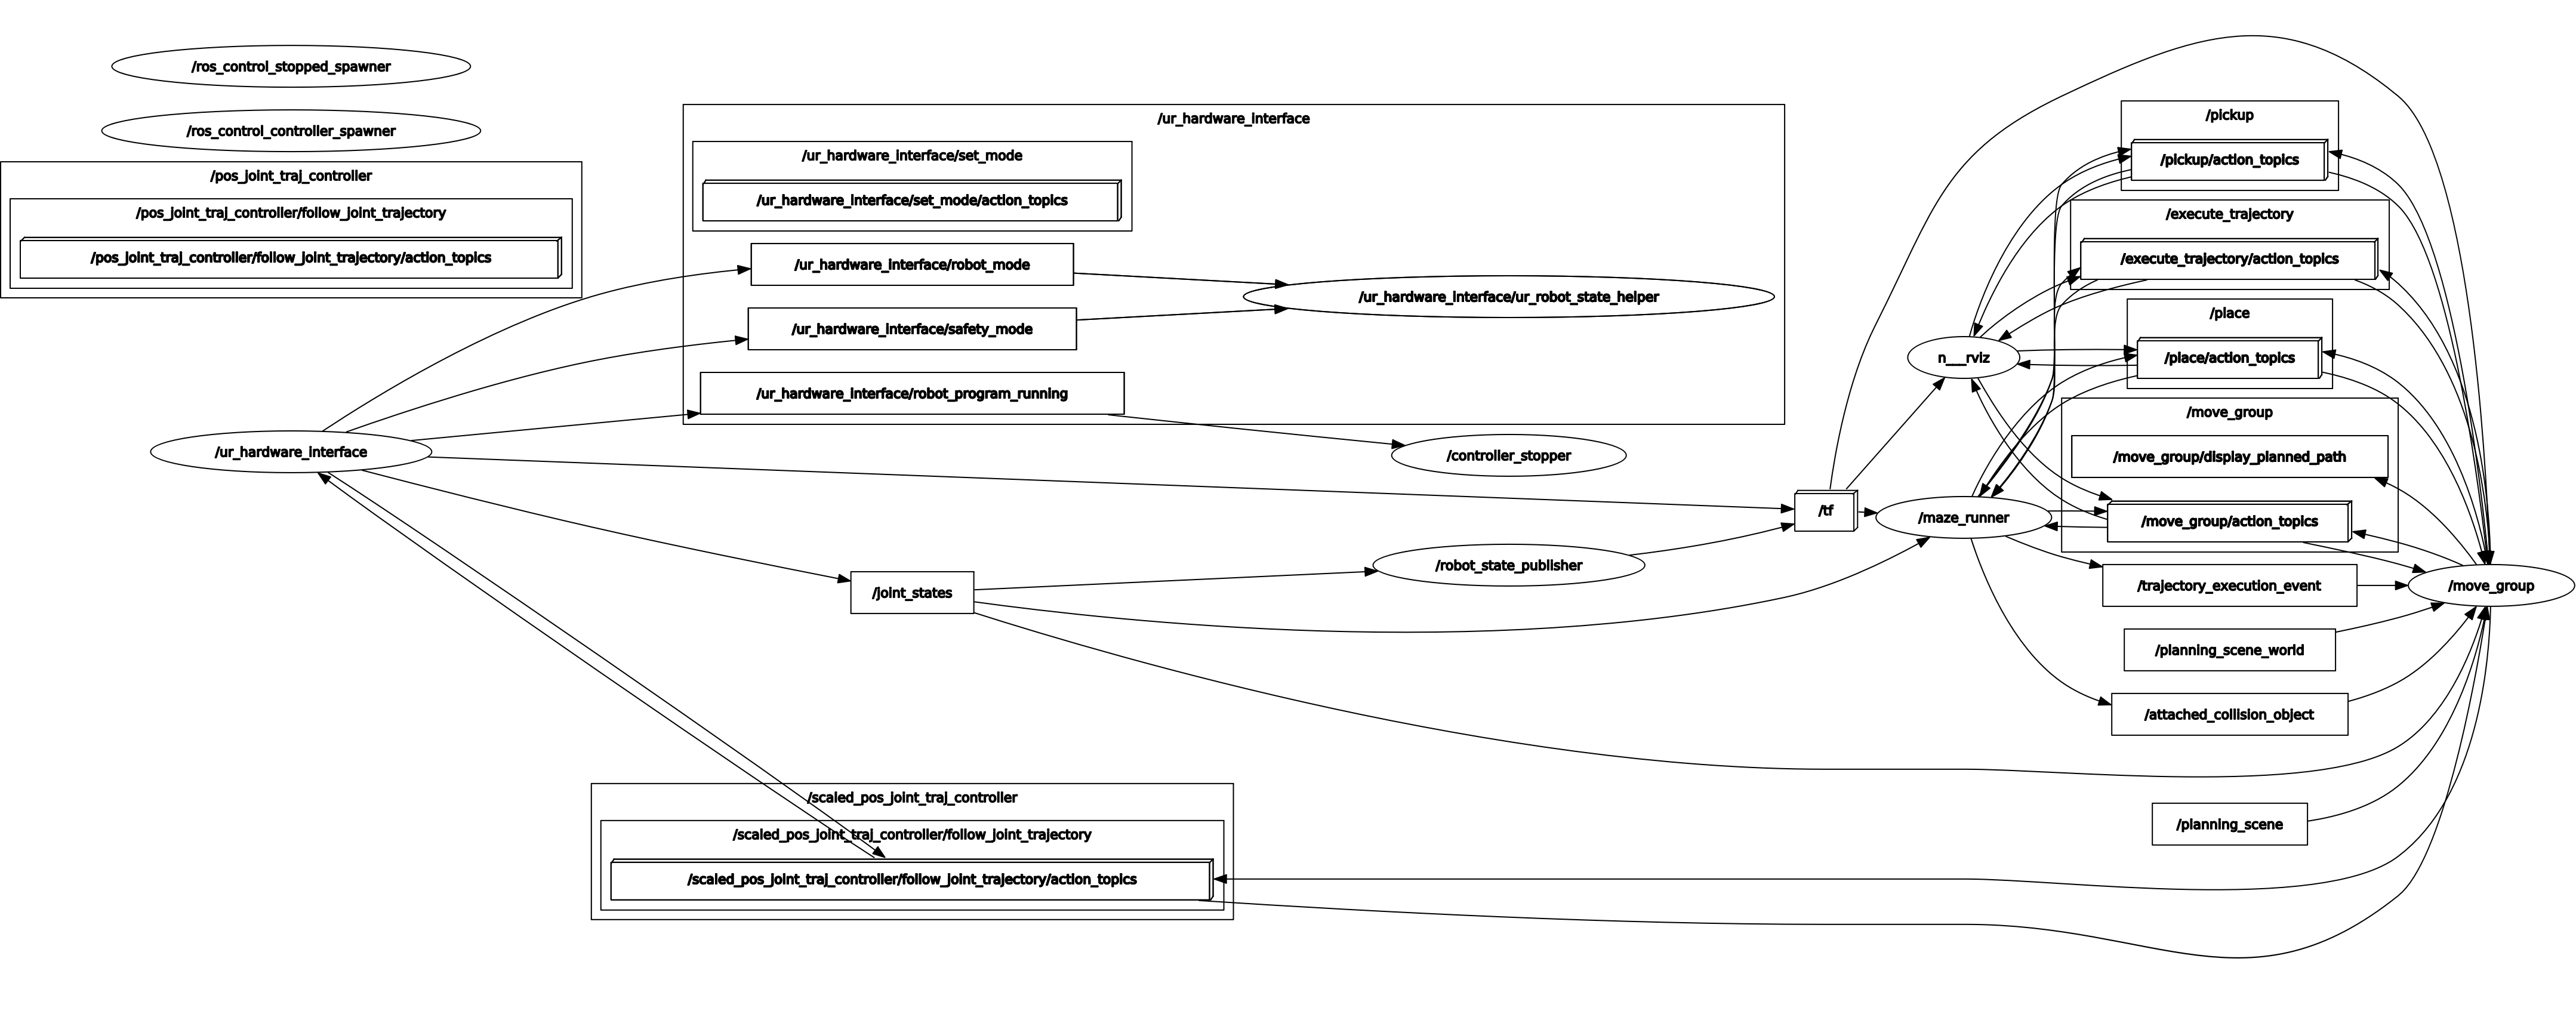 /ros_control_stopped_spawner
/ros_control_controller_spawner
/pos_joint_traj_controller
/pos_joint_traj_controller/follow_joint_trajectory
/pos_joint_traj_controller/follow_joint_trajectory/action_topics
/ur_hardware_interface
/ur_hardware_interface
/ur_hardware_interface/set_mode
/ur_hardware_interface/set_mode/action_topics
/ur_hardware_interface/robot_mode
/ur_hardware_interface/safety_mode
/ur_hardware_interface/robot_program_running
/ur_hardware_interface/ur_robot_state_helper
/controller_stopper
/joint_states
/robot_state_publisher
/scaled_pos_joint_traj_controller
/scaled_pos_joint_traj_controller/follow_joint_trajectory
/scaled_pos_joint_traj_controller/follow_joint_trajectory/action_topics
/tf
n___rviz
/maze_runner
/pickup
/pickup/action_topics
/execute_trajectory
/execute_trajectory/action_topics
/place
/place/action_topics
/move_group
/move_group/display_planned_path
/move_group/action_topics
/trajectory_execution_event
/planning_scene_world
/attached_collision_object
/planning_scene
/move_group